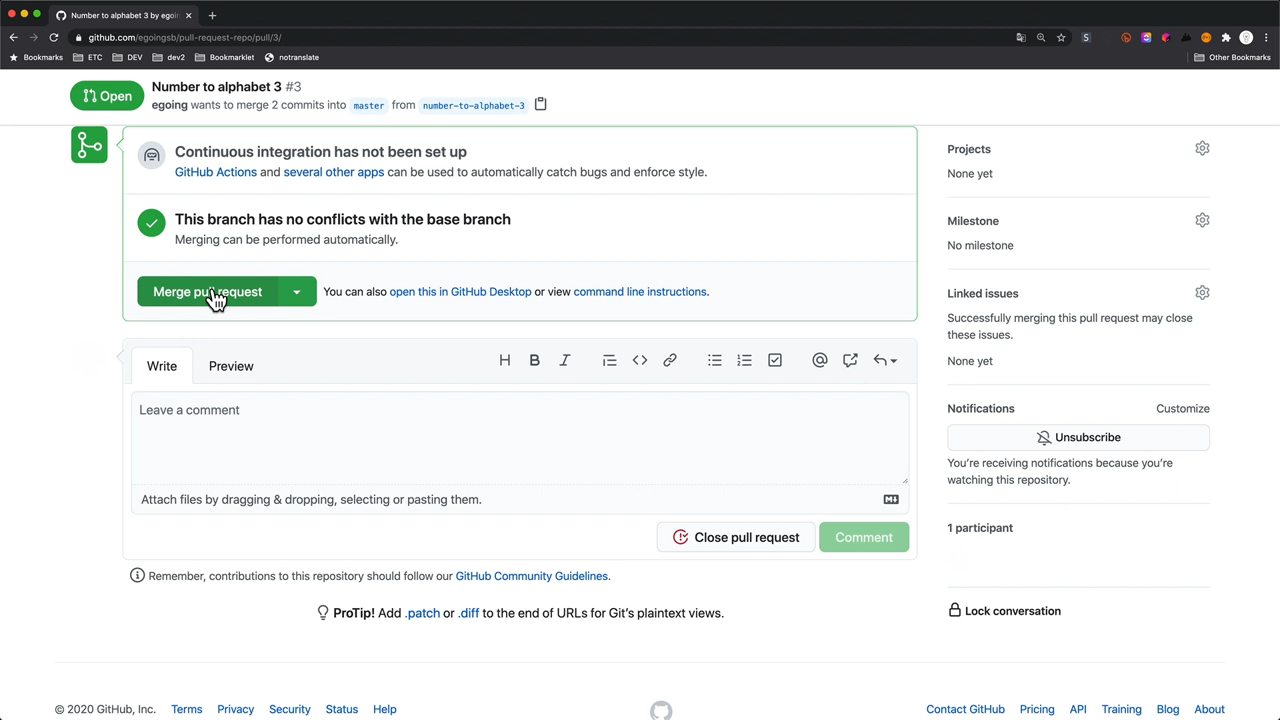 Number to alphabet 3 by egoin
github.com/egoingsb/pull-request-repo/pull/3/
Bookmarks ETC DEV dev2 Bookmarklet notranslate Other Bookmarks
Open
Number to alphabet 3 #3
egoing wants to merge 2 commits into master from number-to-alphabet-3
Continuous integration has not been set up
GitHub Actions and several other apps can be used to automatically catch bugs and enforce style.
This branch has no conflicts with the base branch
Merging can be performed automatically.
Merge pull request
You can also open this in GitHub Desktop or view command line instructions.
Write Preview
Leave a comment
Attach files by dragging & dropping, selecting or pasting them.
Close pull request Comment
Remember, contributions to this repository should follow our GitHub Community Guidelines.
ProTip! Add .patch or .diff to the end of URLs for Git's plaintext views.
Projects
None yet
Milestone
No milestone
Linked issues
Successfully merging this pull request may close
these issues.
None yet
Notifications Customize
Unsubscribe
You're receiving notifications because you're
watching this repository.
1 participant
Lock conversation
© 2020 GitHub, Inc. Terms Privacy Security Status Help
Contact GitHub Pricing API Training Blog About